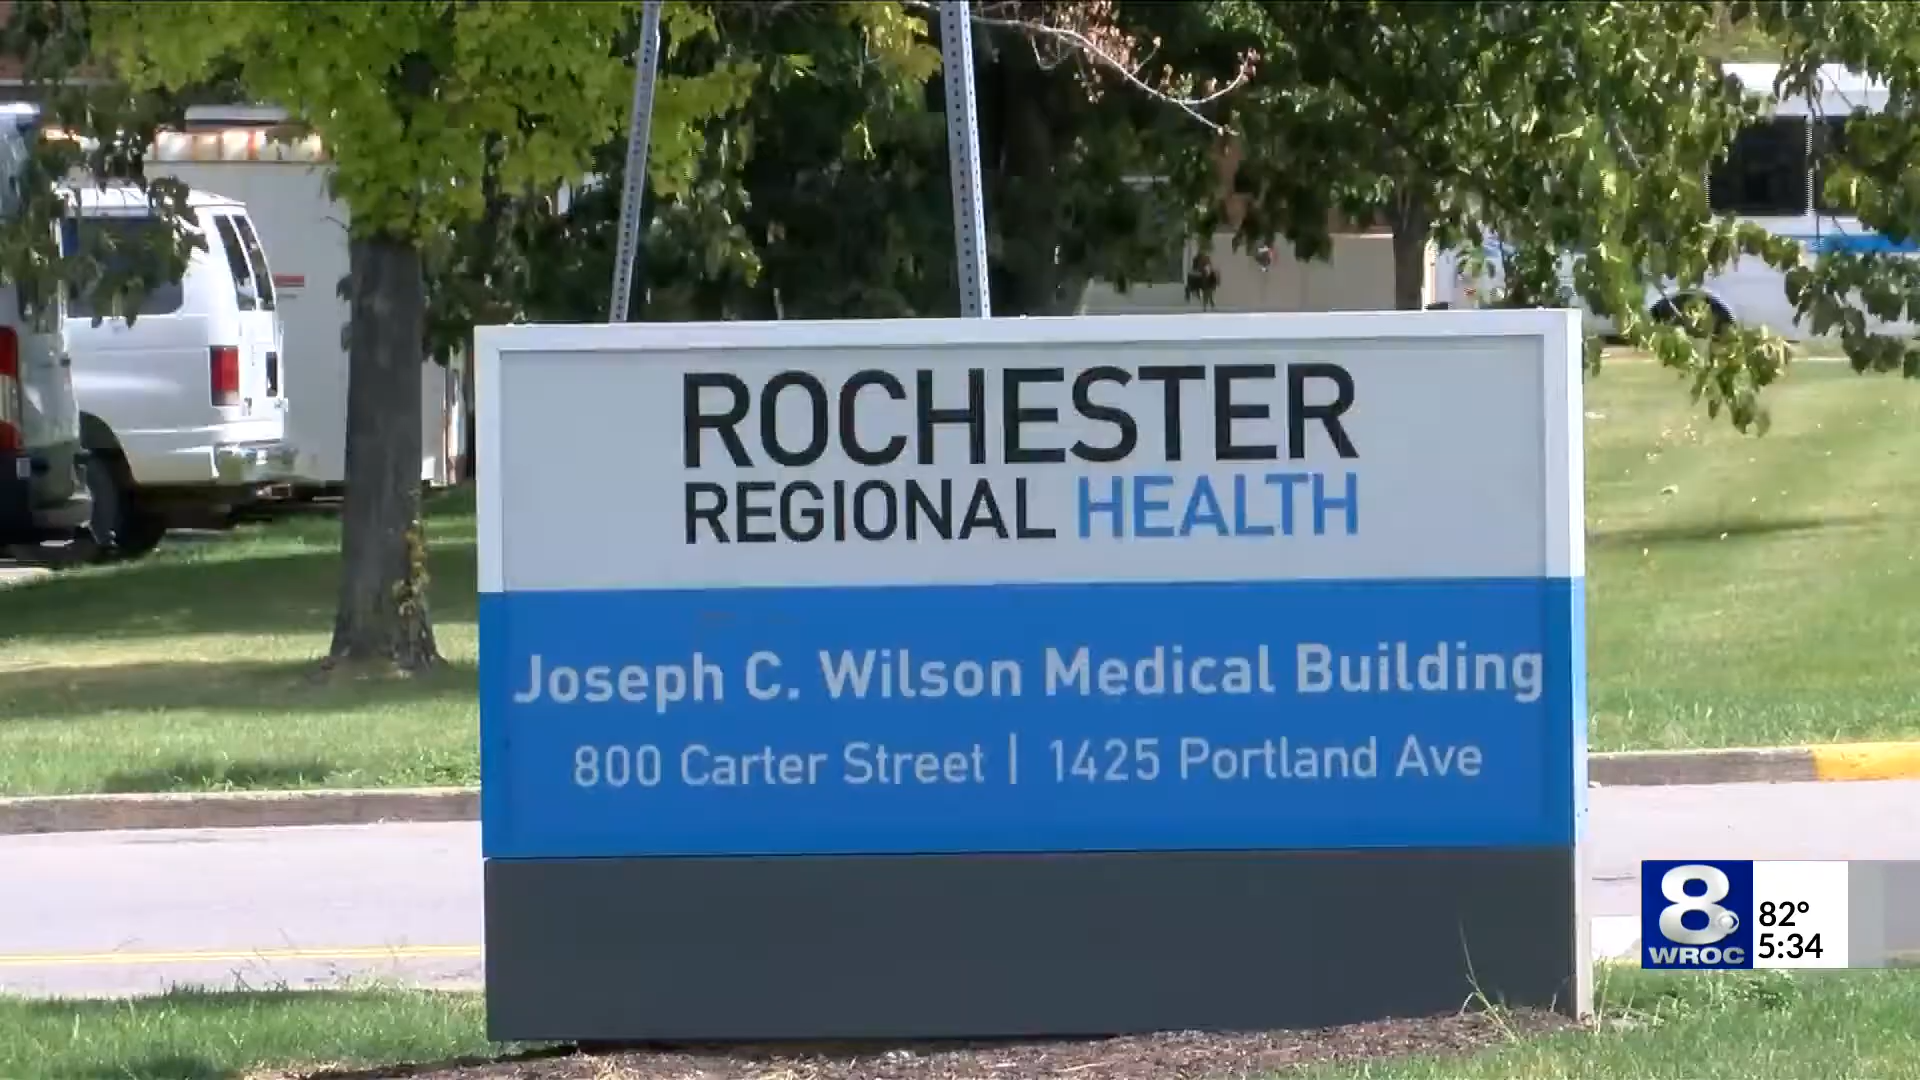 ROCHESTER
REGIONAL HEALTH
Joseph C. Wilson Medical Building
800 Carter Street | 1425 Portland Ave
8
WROC
82°
5:34